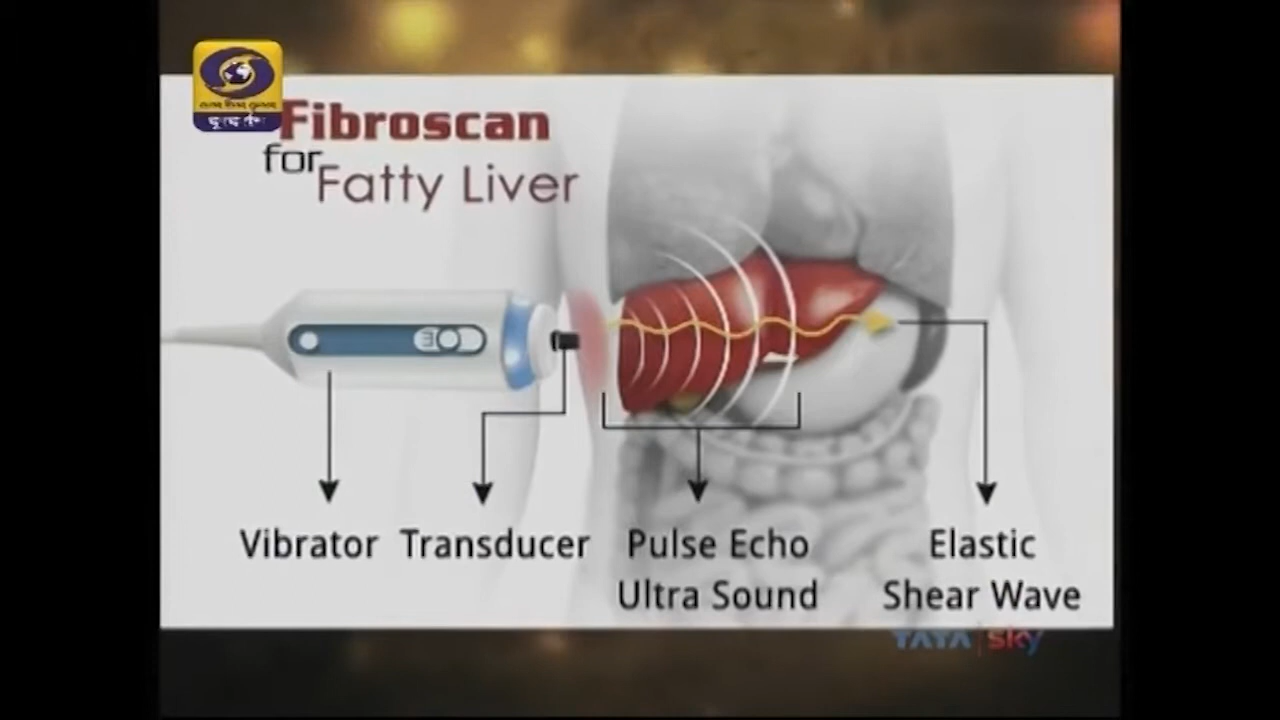 Fibroscan
for
Fatty Liver
Vibrator
Transducer
Pulse Echo
Ultra Sound
Elastic
Shear Wave
TATA sky